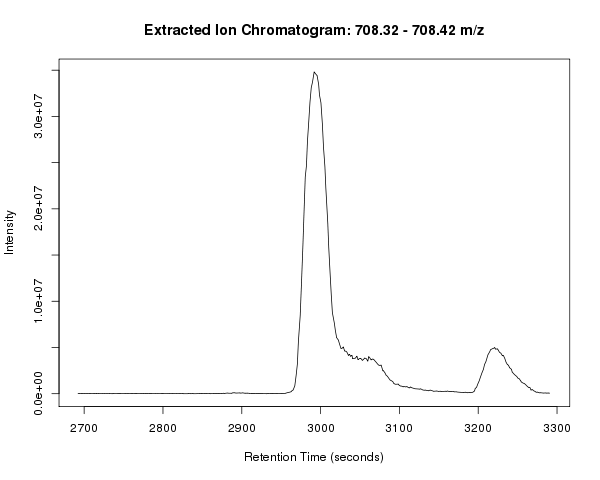 Extracted Ion Chromatogram: 708.32 - 708.42 m/z
Intensity
3.0e+07
2.0e+07
1.0e+07
0.0e+00
2700 2800 2900 3000 3100 3200 3300
Retention Time (seconds)